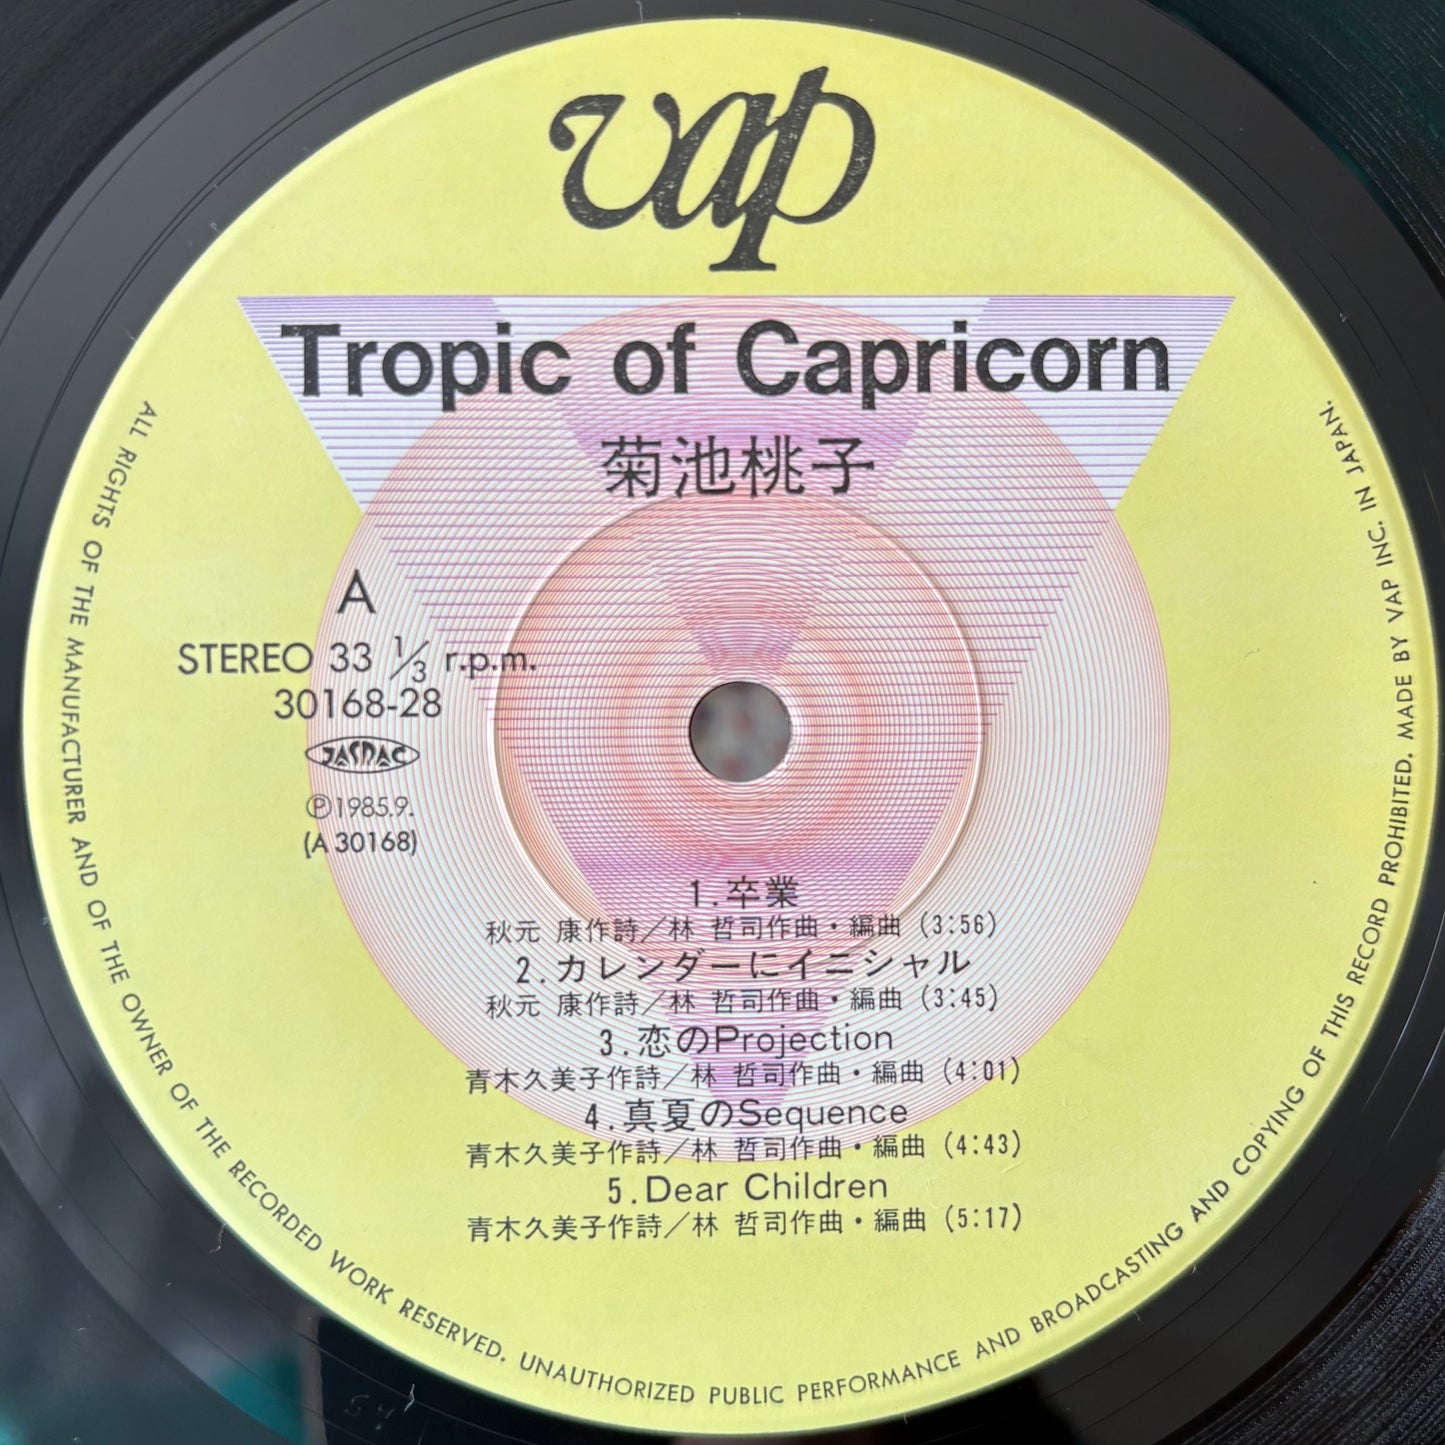 vap
Tropic of Capricorn
菊池桃子
A
STEREO 33 1/3 r.p.m.
30168-28
JASRAC
Ⓟ1985.9.
(A 30168)
1.卒業
秋元 康作詩／林 哲司作曲・編曲 (3:56)
2.カレンダーにイニシャル
秋元 康作詩／林 哲司作曲・編曲 (3:45)
3.恋のProjection
青木久美子作詩／林 哲司作曲・編曲 (4:01)
4.真夏のSequence
青木久美子作詩／林 哲司作曲・編曲 (4:43)
5.Dear Children
青木久美子作詩／林 哲司作曲・編曲 (5:17)
ALL RIGHTS OF THE MANUFACTURER AND OF THE OWNER OF THE RECORDED WORK RESERVED. UNAUTHORIZED PUBLIC PERFORMANCE AND BROADCASTING AND COPYING OF THIS RECORD PROHIBITED. MADE BY VAP INC. IN JAPAN.